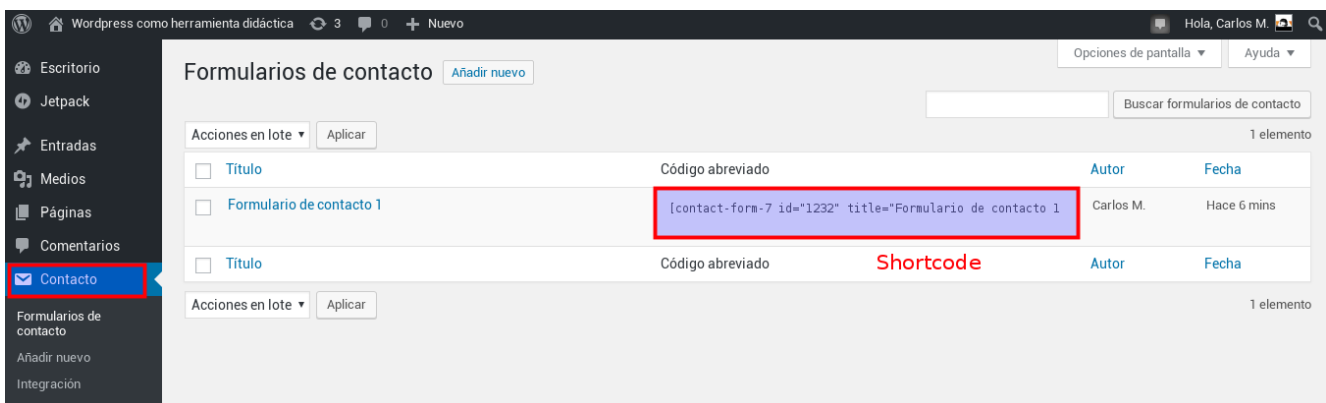 Wordpress como herramienta didáctica 3 0 + Nuevo Hola, Carlos M.
Opciones de pantalla ▼ Ayuda ▼
Escritorio
Jetpack
Entradas
Medios
Páginas
Comentarios
Contacto
Formularios de
contacto
Añadir nuevo
Integración
Formularios de contacto Añadir nuevo
Buscar formularios de contacto
Acciones en lote ▼ Aplicar 1 elemento
Título Código abreviado Autor Fecha
Formulario de contacto 1 [contact-form-7 id="1232" title="Formulario de contacto 1 Carlos M. Hace 6 mins
Título Código abreviado Shortcode Autor Fecha
Acciones en lote ▼ Aplicar 1 elemento